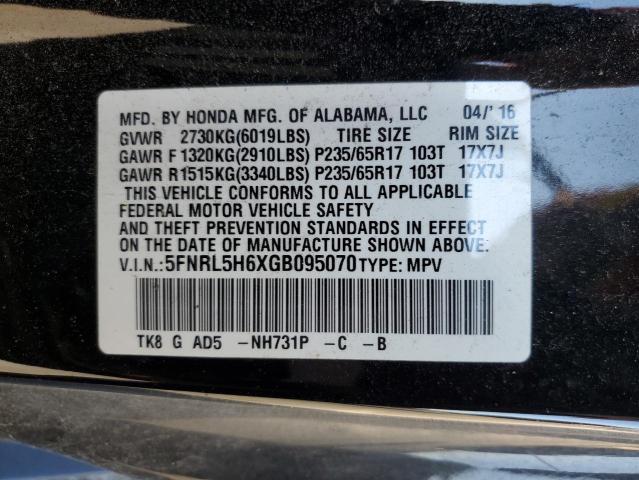 MFD. BY HONDA MFG. OF ALABAMA, LLC 04/' 16
GVWR 2730KG(6019LBS) TIRE SIZE RIM SIZE
GAWR F 1320KG(2910LBS) P235/65R17 103T 17X7J
GAWR R1515KG(3340LBS) P235/65R17 103T 17X7J
THIS VEHICLE CONFORMS TO ALL APPLICABLE
FEDERAL MOTOR VEHICLE SAFETY
AND THEFT PREVENTION STANDARDS IN EFFECT
ON THE DATE OF MANUFACTURE SHOWN ABOVE.
V.I.N.:5FNRL5H6XGB095070 TYPE: MPV
TK8 G AD5 -NH731P -C -B